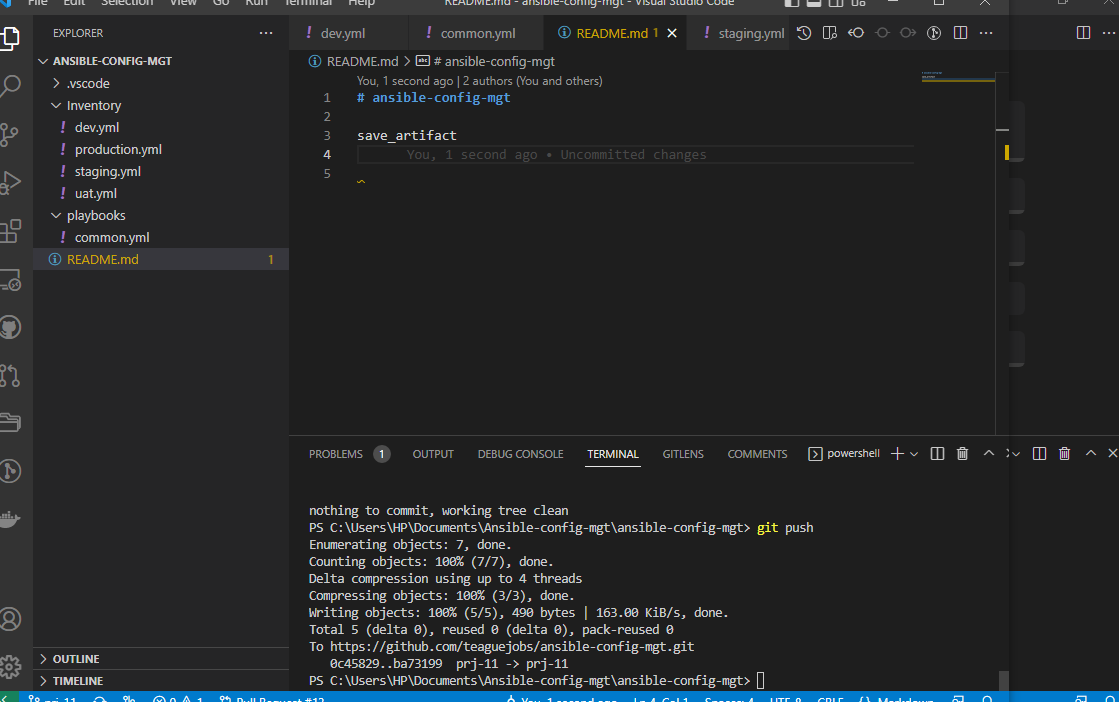 File Edit Selection View Go Run Terminal Help README.md - ansible-config-mgt - Visual Studio Code
EXPLORER
ANSIBLE-CONFIG-MGT
.vscode
Inventory
! dev.yml
! production.yml
! staging.yml
! uat.yml
playbooks
! common.yml
README.md 1
OUTLINE
TIMELINE
! dev.yml ! common.yml README.md 1 ! staging.yml
README.md > # ansible-config-mgt
You, 1 second ago | 2 authors (You and others)
1 # ansible-config-mgt
2
3 save_artifact
4 You, 1 second ago • Uncommitted changes
5
PROBLEMS 1 OUTPUT DEBUG CONSOLE TERMINAL GITLENS COMMENTS powershell
nothing to commit, working tree clean
PS C:\Users\HP\Documents\Ansible-config-mgt\ansible-config-mgt> git push
Enumerating objects: 7, done.
Counting objects: 100% (7/7), done.
Delta compression using up to 4 threads
Compressing objects: 100% (3/3), done.
Writing objects: 100% (5/5), 490 bytes | 163.00 KiB/s, done.
Total 5 (delta 0), reused 0 (delta 0), pack-reused 0
To https://github.com/teaguejobs/ansible-config-mgt.git
0c45829..ba73199 prj-11 -> prj-11
PS C:\Users\HP\Documents\Ansible-config-mgt\ansible-config-mgt>
prj-11 0 1 Pull Request #12 You, 1 second ago Ln 4, Col 1 Spaces: 4 UTF-8 CRLF {} Markdown